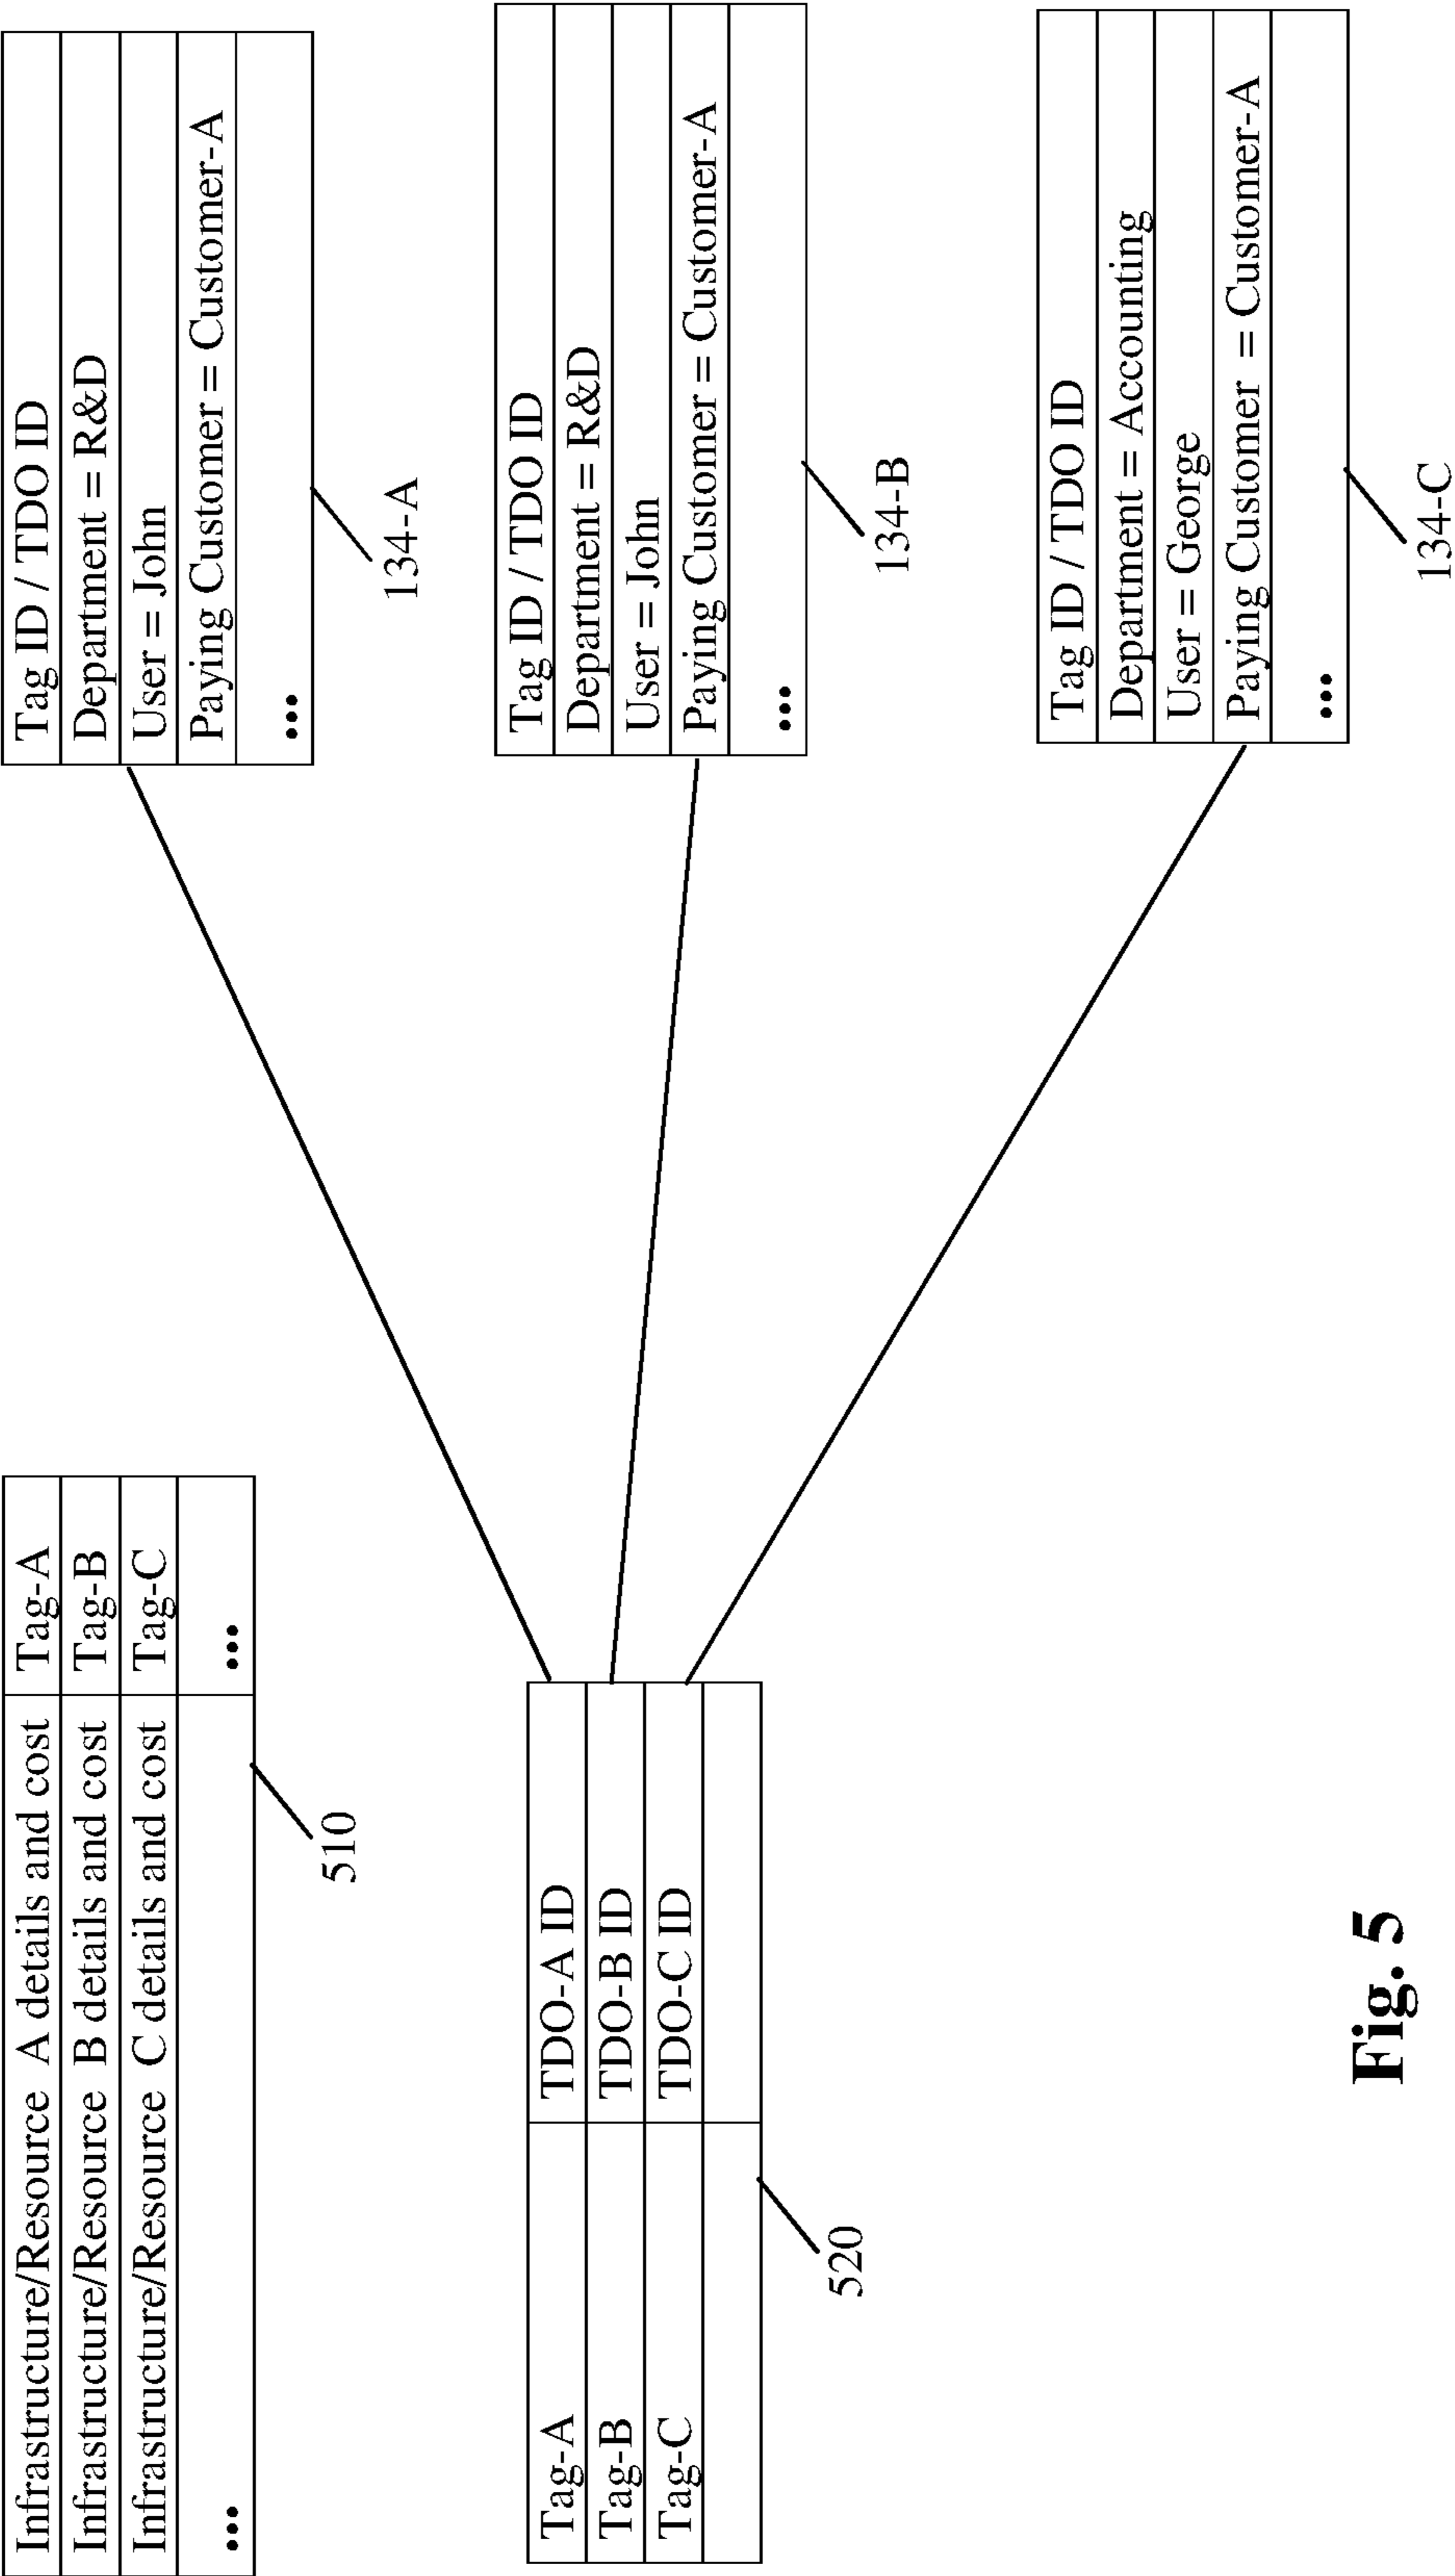 Infrastructure/Resource A details and cost Tag-A
Infrastructure/Resource B details and cost Tag-B
Infrastructure/Resource C details and cost Tag-C
... ...
510
Tag-A TDO-A ID
Tag-B TDO-B ID
Tag-C TDO-C ID
520
Tag ID / TDO ID
Department = R&D
User = John
Paying Customer = Customer-A
...
134-A
Tag ID / TDO ID
Department = R&D
User = John
Paying Customer = Customer-A
...
134-B
Tag ID / TDO ID
Department = Accounting
User = George
Paying Customer = Customer-A
...
134-C
Fig. 5